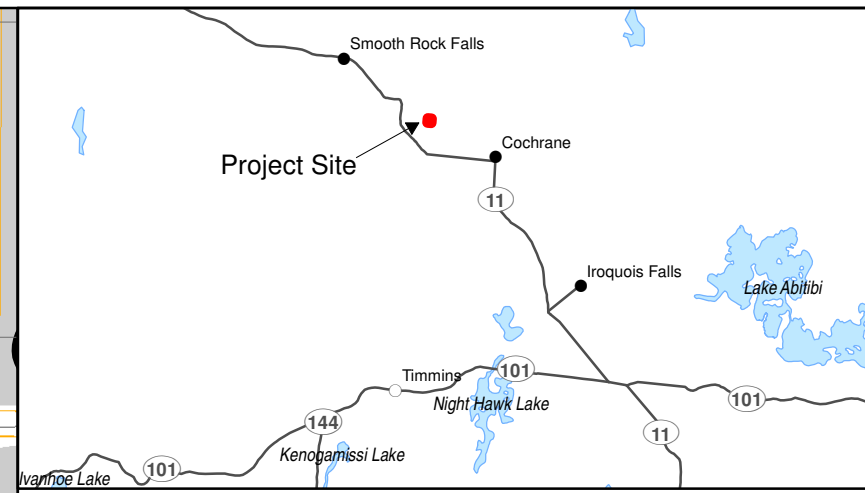 Smooth Rock Falls
Project Site
Cochrane
11
Iroquois Falls
Lake Abitibi
Timmins
101
Night Hawk Lake
101
144
11
Kenogamissi Lake
101
Ivanhoe Lake